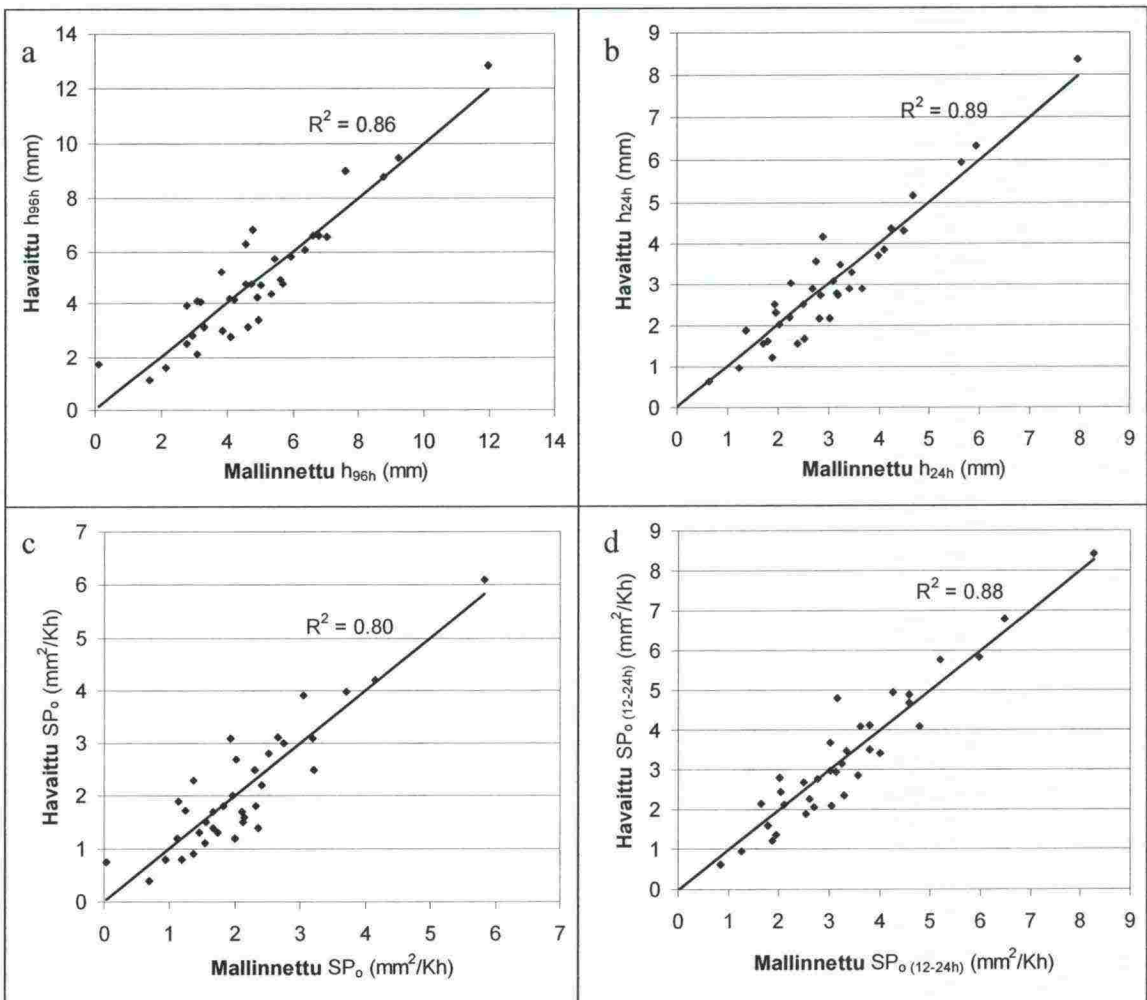 a
14
12
10
8
6
4
2
0
Havaittu h96h (mm)
R² = 0.86
0 2 4 6 8 10 12 14
Mallinnettu h96h (mm)
b
9
8
7
6
5
4
3
2
1
0
Havaittu h24h (mm)
R² = 0.89
0 1 2 3 4 5 6 7 8 9
Mallinnettu h24h (mm)
c
7
6
5
4
3
2
1
0
Havaittu SPo (mm²/Kh)
R² = 0.80
0 1 2 3 4 5 6 7
Mallinnettu SPo (mm²/Kh)
d
9
8
7
6
5
4
3
2
1
0
Havaittu SPo (12-24h) (mm²/Kh)
R² = 0.88
0 1 2 3 4 5 6 7 8 9
Mallinnettu SPo (12-24h) (mm²/Kh)